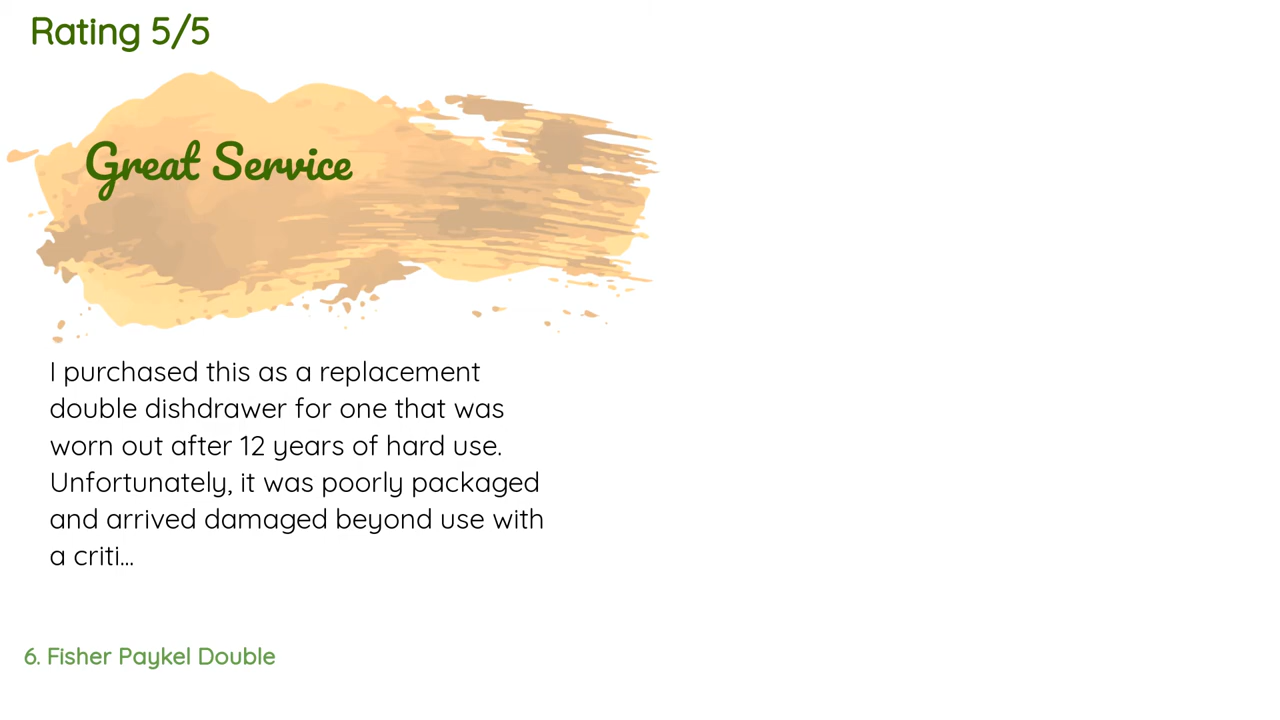 Rating 5/5
Great Service
I purchased this as a replacement
double dishdrawer for one that was
worn out after 12 years of hard use.
Unfortunately, it was poorly packaged
and arrived damaged beyond use with
a criti...
6. Fisher Paykel Double